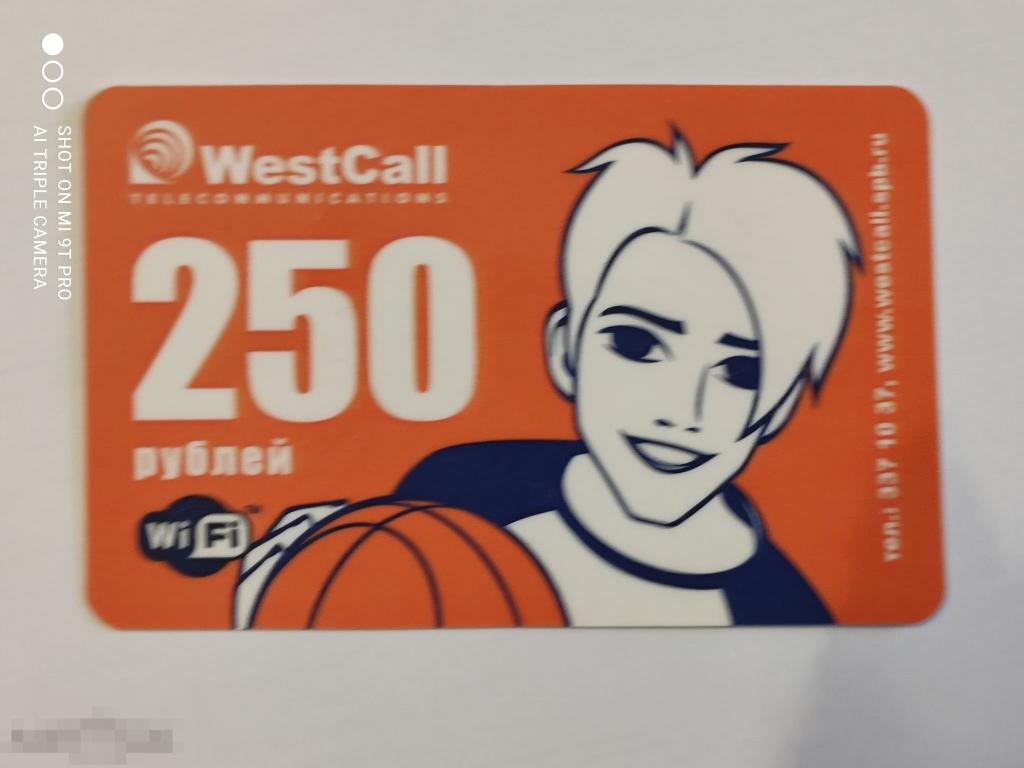 SHOT ON MI 9T PRO
AI TRIPLE CAMERA
WestCall
TELECOMMUNICATIONS
250
рублей
WiFi™
тел.: 337 10 37, www.westcall.spb.ru